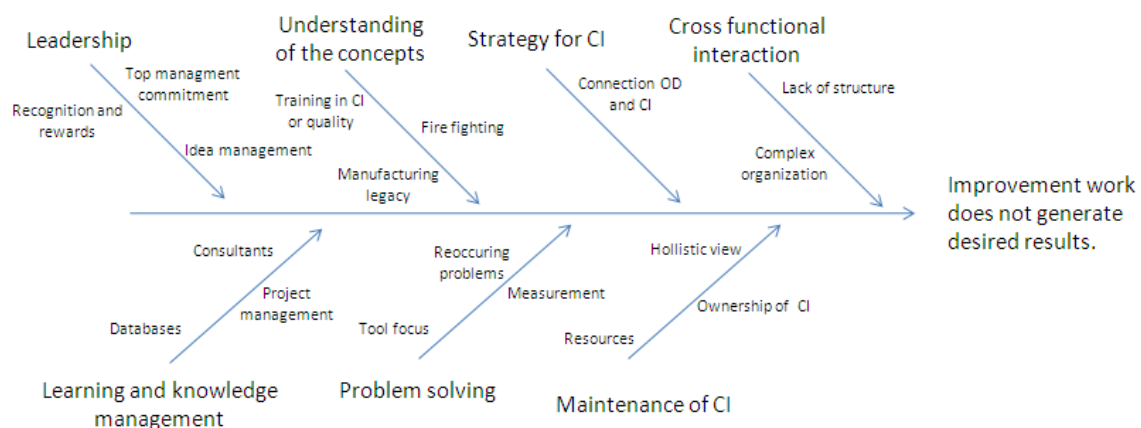 Leadership
Top managment
commitment
Recognition and
rewards
Idea management
Understanding
of the concepts
Training in CI
or quality
Fire fighting
Manufacturing
legacy
Strategy for CI
Connection OD
and CI
Cross functional
interaction
Lack of structure
Complex
organization
Improvement work
does not generate
desired results.
Consultants
Project
management
Databases
Learning and knowledge
management
Reoccuring
problems
Measurement
Tool focus
Problem solving
Hollistic view
Ownership of CI
Resources
Maintenance of CI